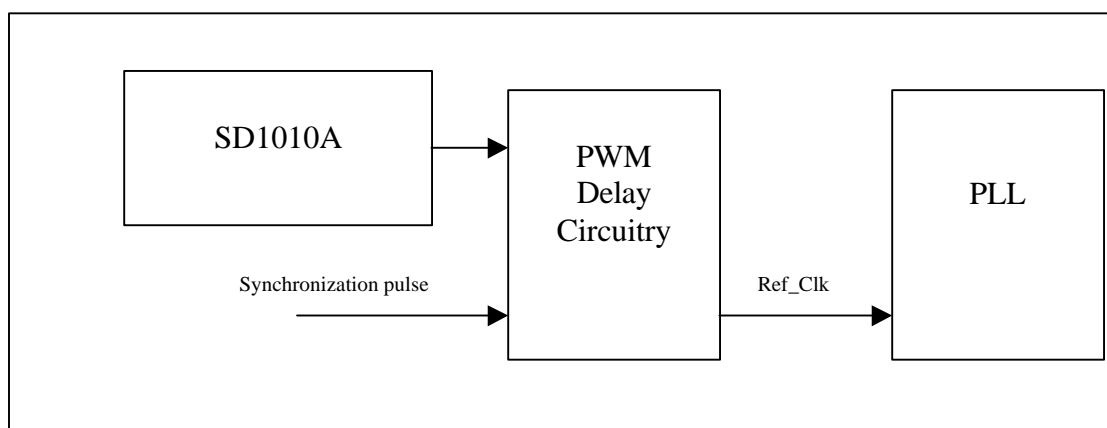 SD1010A
PWM
Delay
Circuitry
PLL
Synchronization pulse
Ref_Clk